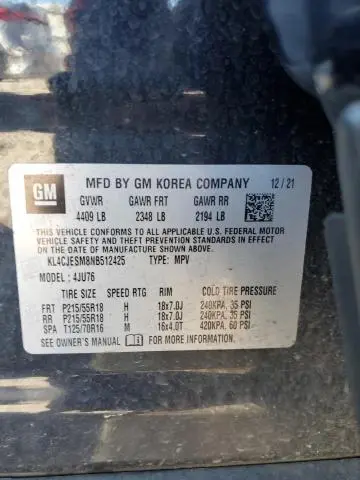 GM
MFD BY GM KOREA COMPANY 12/21
GVWR GAWR FRT GAWR RR
4409 LB 2348 LB 2194 LB
THIS VEHICLE CONFORMS TO ALL APPLICABLE U.S. FEDERAL MOTOR
VEHICLE SAFETY AND THEFT PREVENTION STANDARDS IN EFFECT
ON THE DATE OF MANUFACTURE SHOWN ABOVE.
KL4CJESM8NB512425 TYPE: MPV
MODEL: 4JU76
TIRE SIZE SPEED RTG RIM COLD TIRE PRESSURE
FRT P215/55R18 H 18x7.0J 240KPA, 35 PSI
RR P215/55R18 H 18x7.0J 240KPA, 35 PSI
SPA T125/70R16 M 16x4.0T 420KPA, 60 PSI
SEE OWNER'S MANUAL